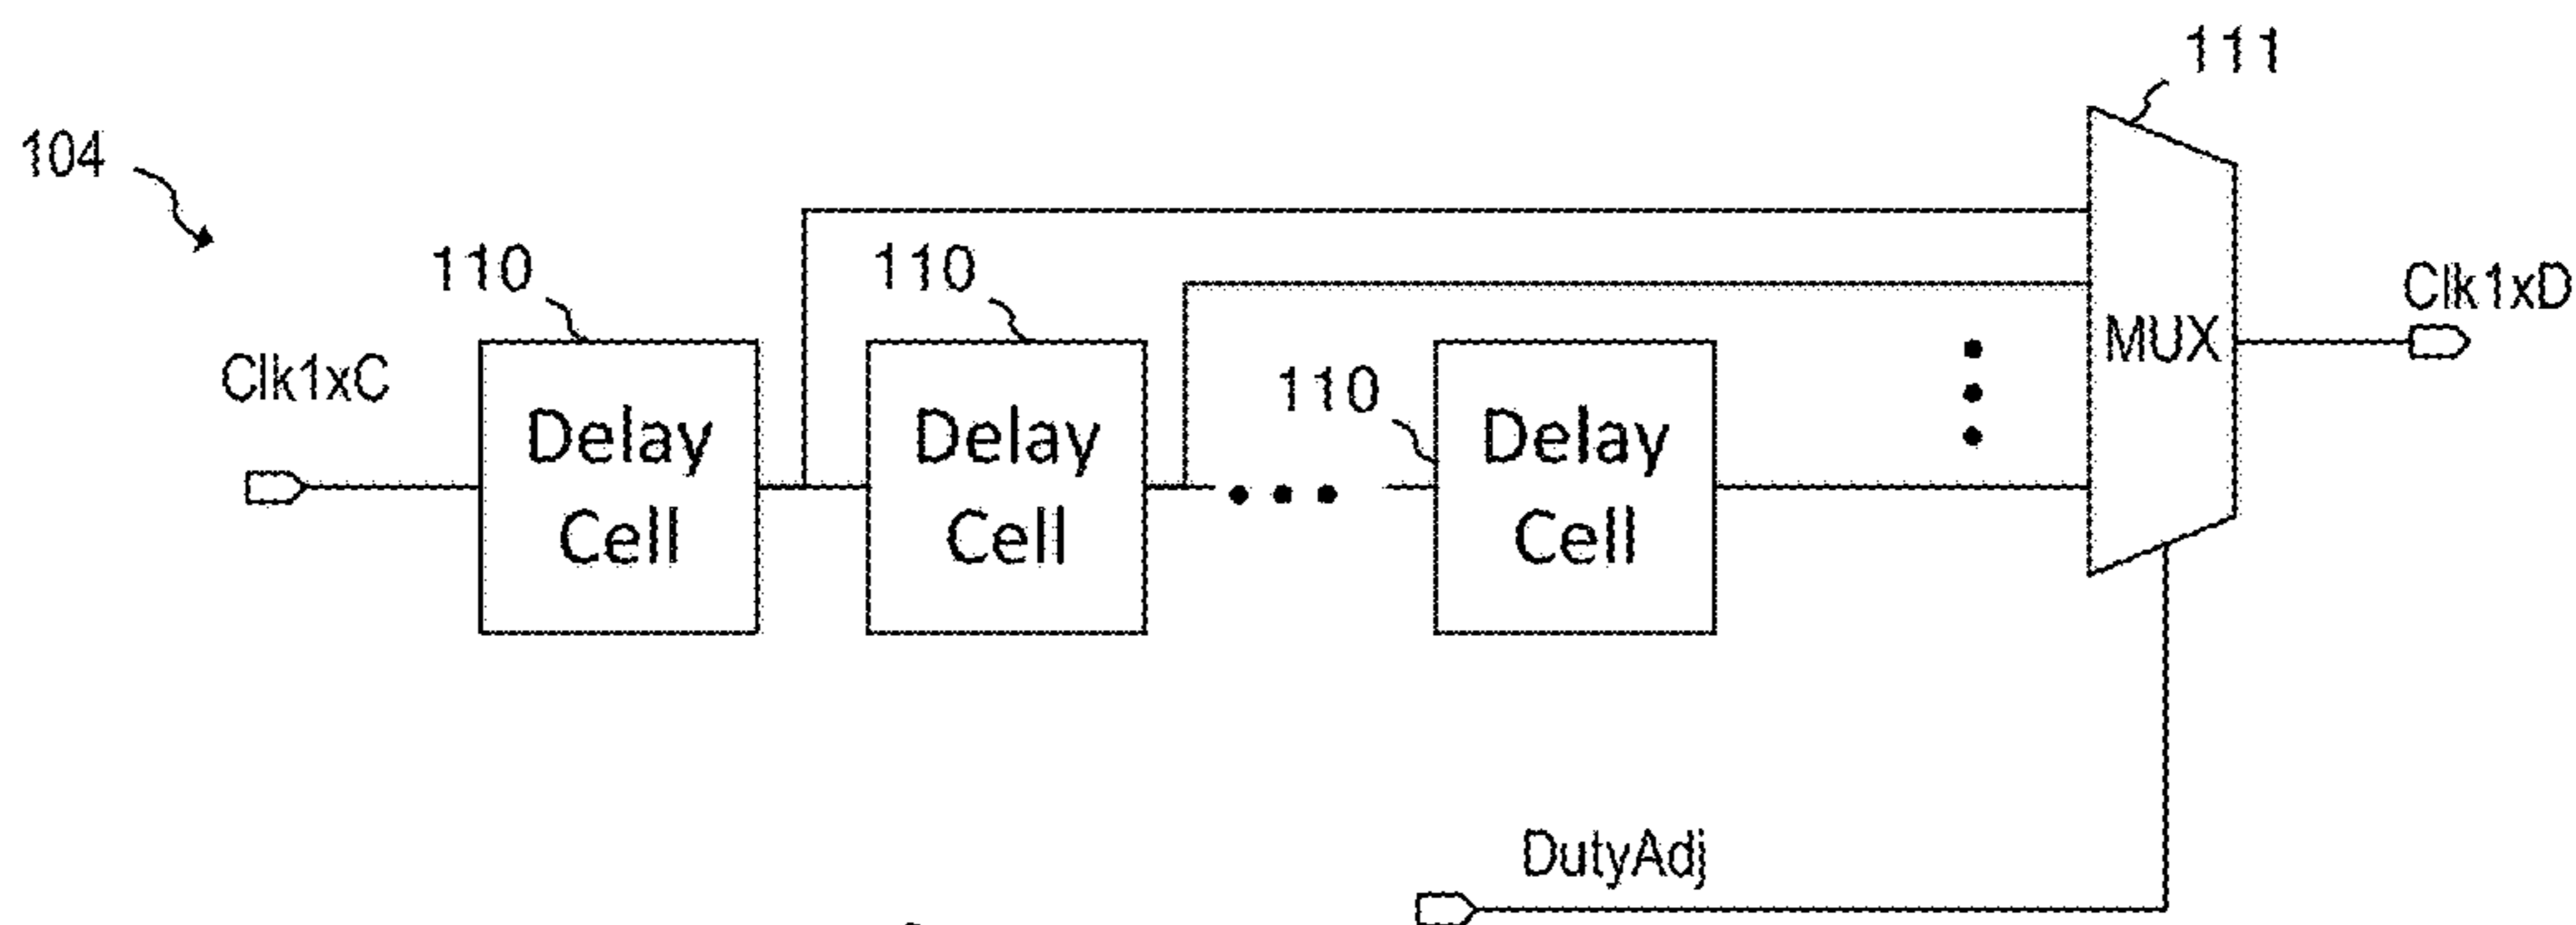 111
104
110
110
Clk1xC
110
Delay
Cell
Delay
Cell
Delay
Cell
MUX
Clk1xD
DutyAdj